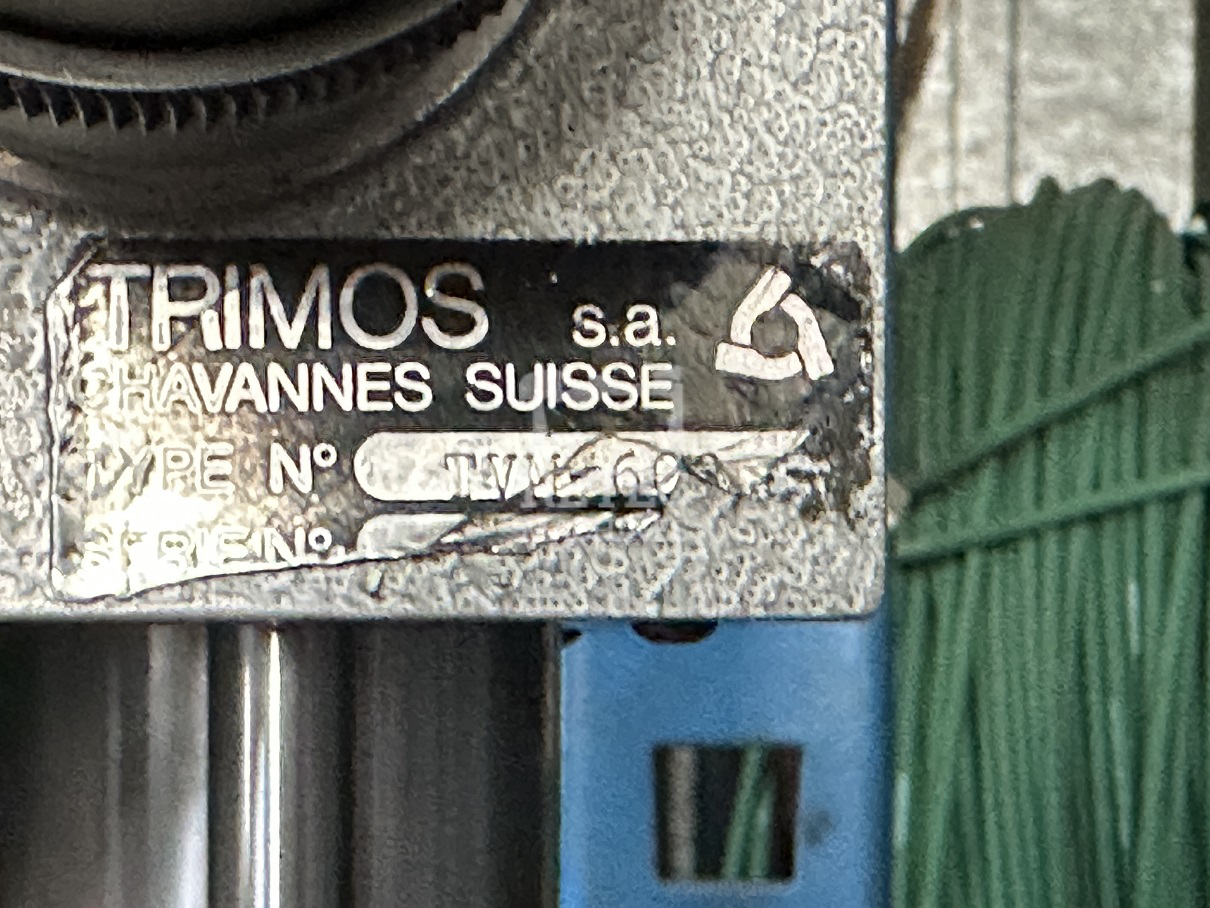 TRIMOS s.a.
CHAVANNES SUISSE
TYPE N°
SERIE N°